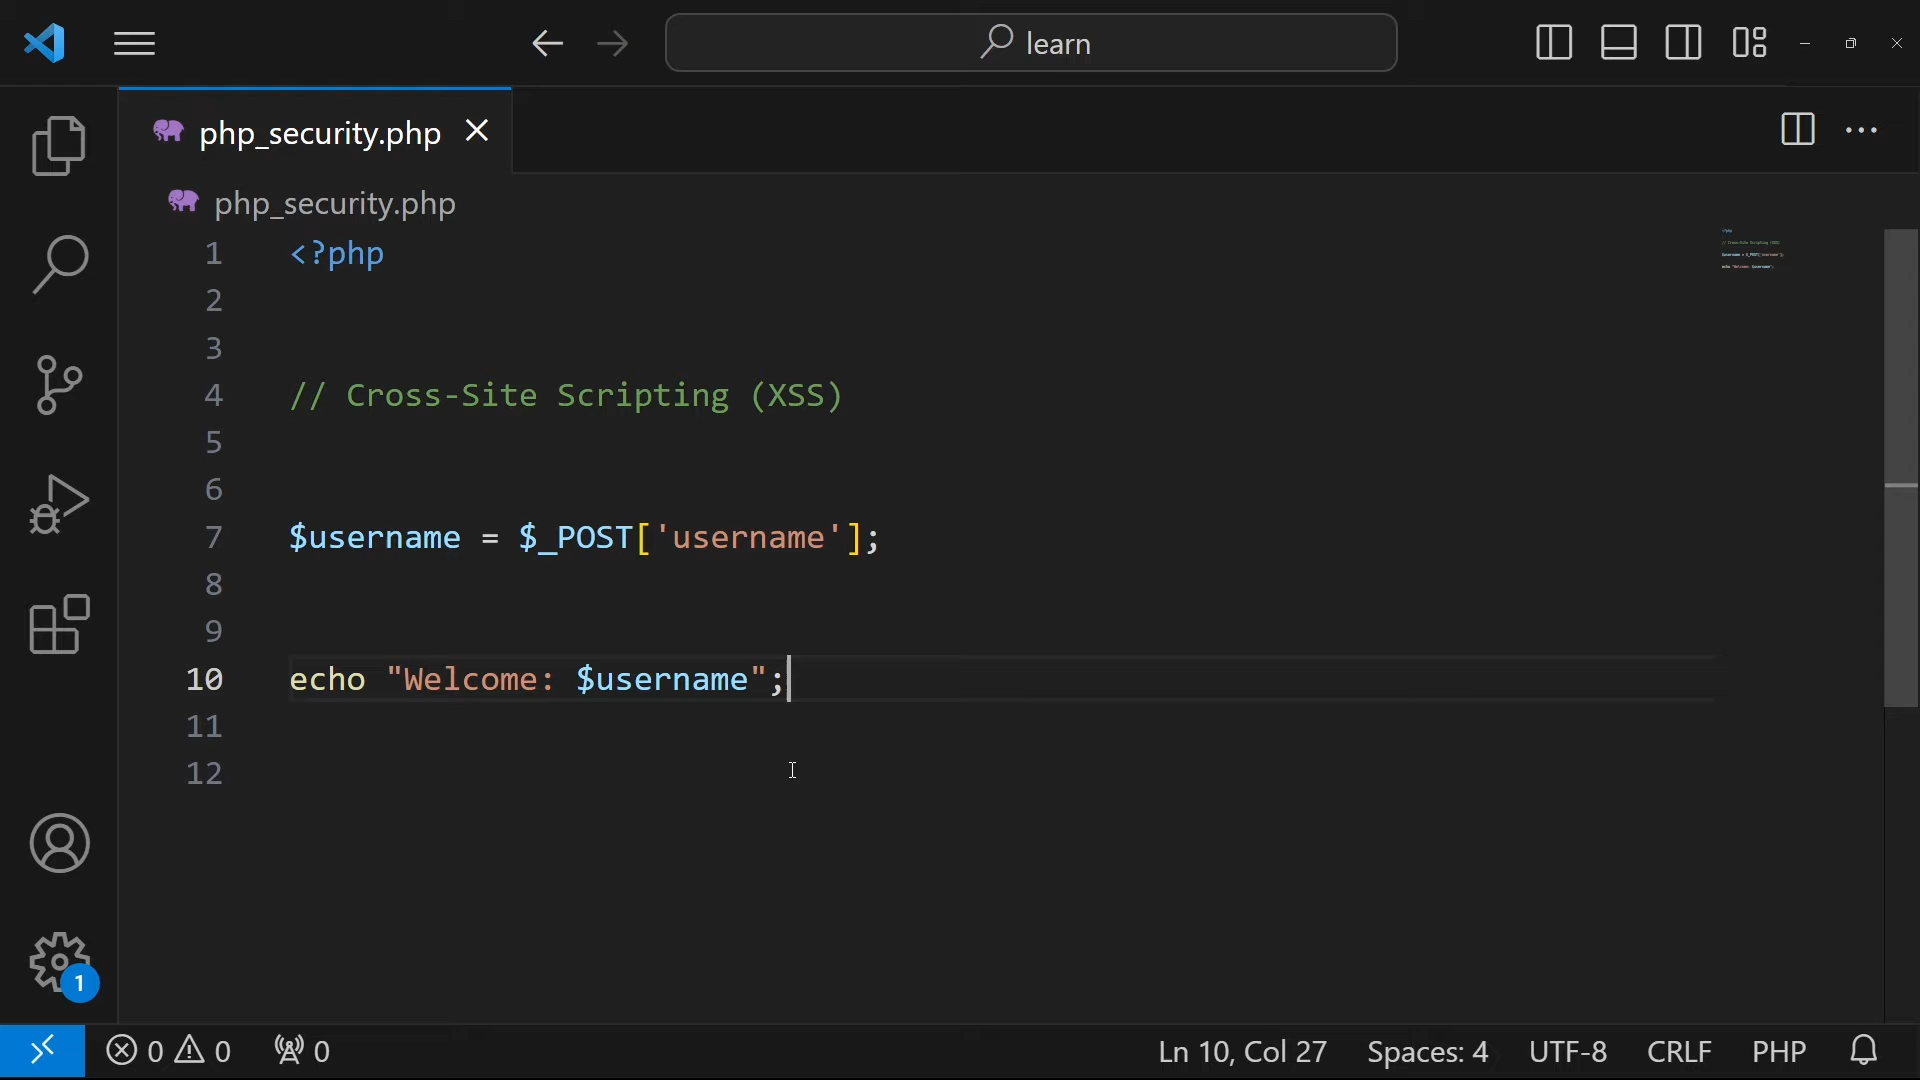 learn
php_security.php
php_security.php
1 <?php
2
3
4 // Cross-Site Scripting (XSS)
5
6
7 $username = $_POST['username'];
8
9
10 echo "Welcome: $username";
11
12
1
0 0 0 Ln 10, Col 27 Spaces: 4 UTF-8 CRLF PHP